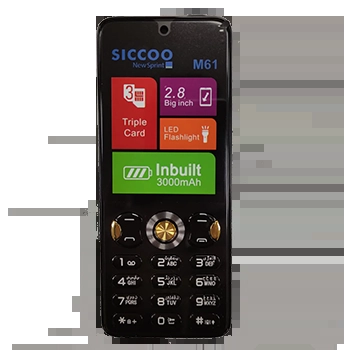 SICCOO
New Sprint
M61
3
Triple
Card
2.8
Big inch
LED
Flashlight
Inbuilt
3000mAh
1 2 ABC 3 DEF
4 GHI 5 JKL 6 MNO
7 PQRS 8 TUV 9 WXYZ
* 0 #